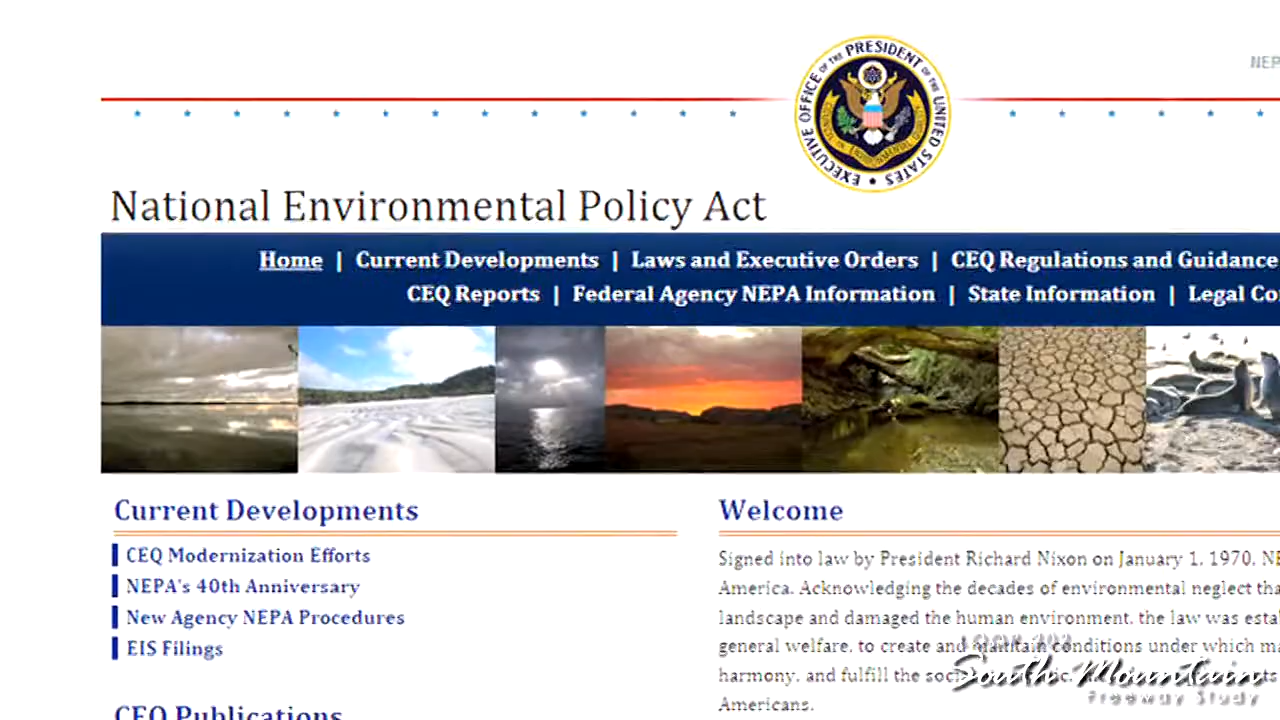 NEP
EXECUTIVE OFFICE OF THE PRESIDENT OF THE UNITED STATES
National Environmental Policy Act
Home | Current Developments | Laws and Executive Orders | CEQ Regulations and Guidance
CEQ Reports | Federal Agency NEPA Information | State Information | Legal Co
Current Developments
CEQ Modernization Efforts
NEPA's 40th Anniversary
New Agency NEPA Procedures
EIS Filings
CEQ Publications
Welcome
Signed into law by President Richard Nixon on January 1, 1970, NE
America. Acknowledging the decades of environmental neglect tha
landscape and damaged the human environment, the law was esta
general welfare, to create and maintain conditions under which ma
harmony, and fulfill the
Americans.
LOOP 202
South Mountain
Freeway Study